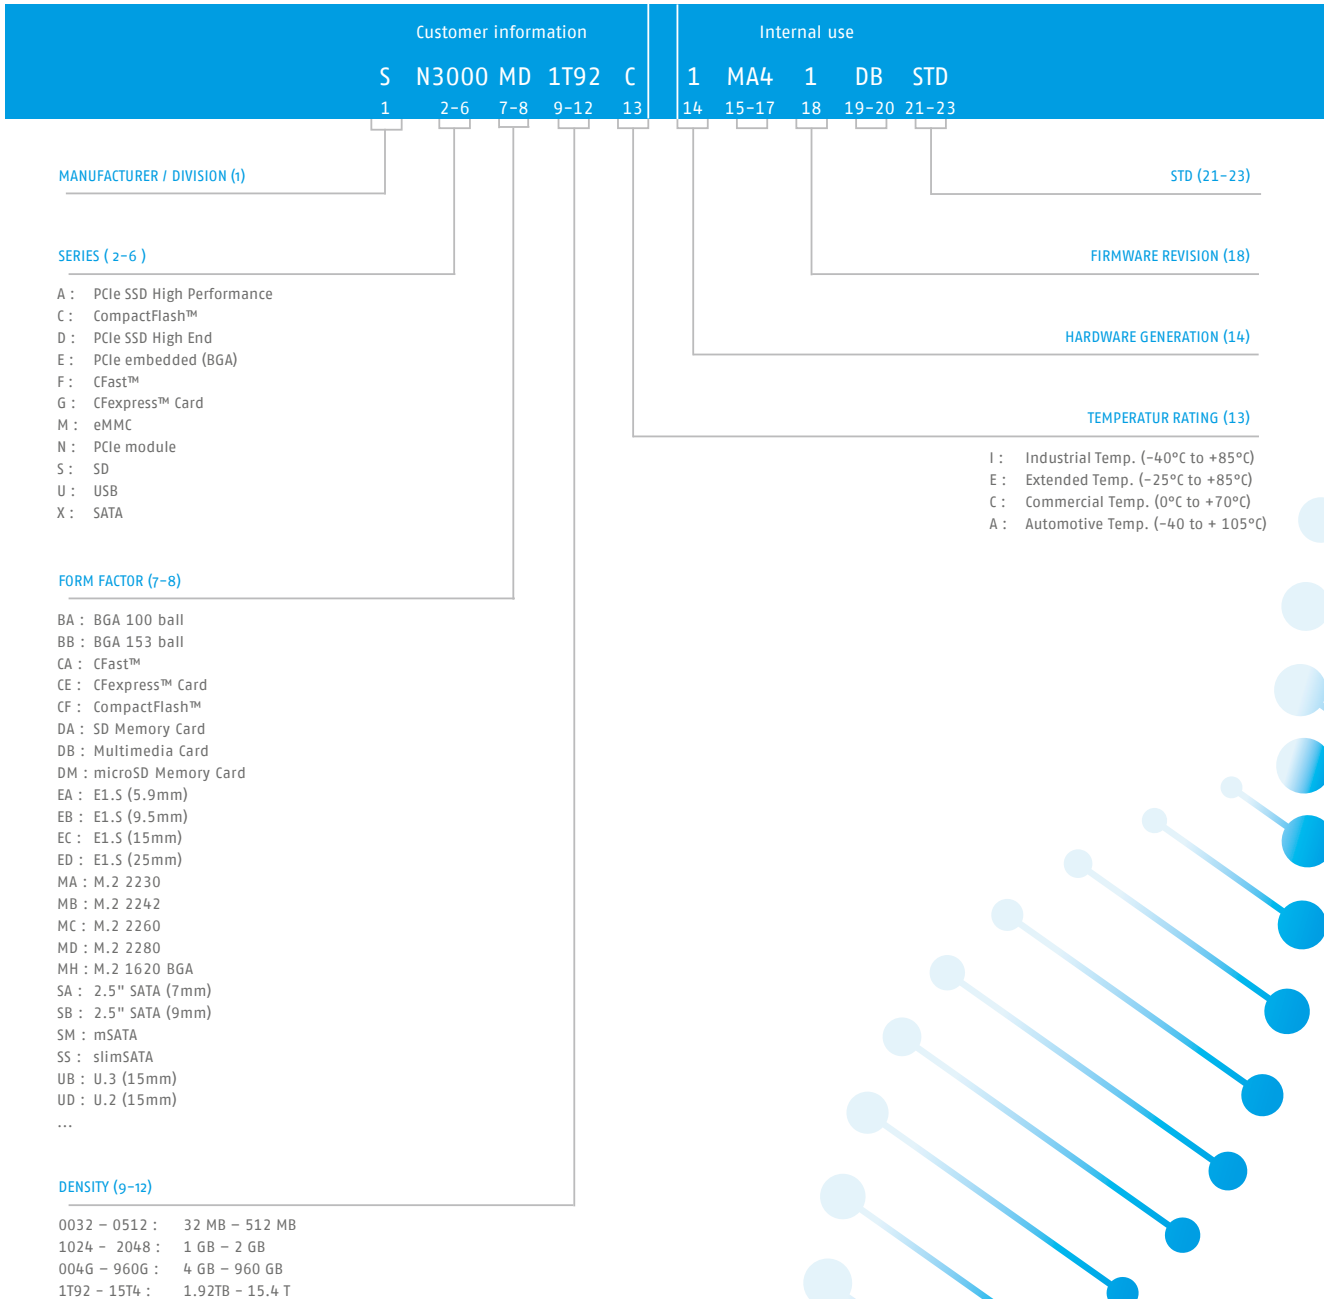 Customer information
Internal use
S N3000 MD 1T92 C 1 MA4 1 DB STD
1 2-6 7-8 9-12 13 14 15-17 18 19-20 21-23
MANUFACTURER / DIVISION (1)
STD (21-23)
SERIES ( 2-6 )
FIRMWARE REVISION (18)
A : PCIe SSD High Performance
C : CompactFlash™
D : PCIe SSD High End
E : PCIe embedded (BGA)
F : CFast™
G : CFexpress™ Card
M : eMMC
N : PCIe module
S : SD
U : USB
X : SATA
HARDWARE GENERATION (14)
TEMPERATUR RATING (13)
I : Industrial Temp. (-40°C to +85°C)
E : Extended Temp. (-25°C to +85°C)
C : Commercial Temp. (0°C to +70°C)
A : Automotive Temp. (-40 to + 105°C)
FORM FACTOR (7-8)
BA : BGA 100 ball
BB : BGA 153 ball
CA : CFast™
CE : CFexpress™ Card
CF : CompactFlash™
DA : SD Memory Card
DB : Multimedia Card
DM : microSD Memory Card
EA : E1.S (5.9mm)
EB : E1.S (9.5mm)
EC : E1.S (15mm)
ED : E1.S (25mm)
MA : M.2 2230
MB : M.2 2242
MC : M.2 2260
MD : M.2 2280
MH : M.2 1620 BGA
SA : 2.5" SATA (7mm)
SB : 2.5" SATA (9mm)
SM : mSATA
SS : slimSATA
UB : U.3 (15mm)
UD : U.2 (15mm)
...
DENSITY (9-12)
0032 – 0512 : 32 MB – 512 MB
1024 - 2048 : 1 GB – 2 GB
004G – 960G : 4 GB – 960 GB
1T92 - 15T4 : 1.92TB - 15.4 T